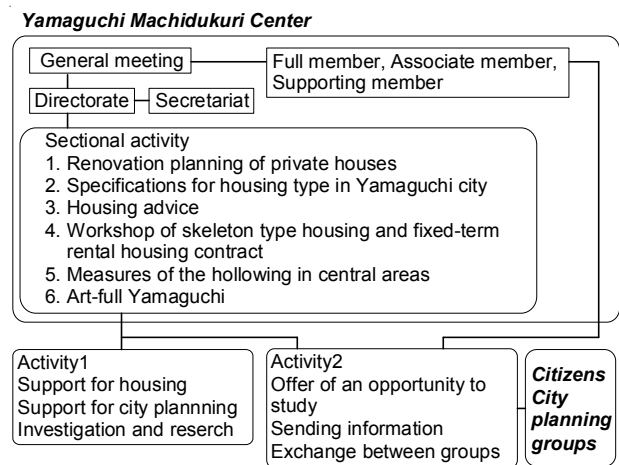 Yamaguchi Machidukuri Center
General meeting
Full member, Associate member,
Supporting member
Directorate
Secretariat
Sectional activity
1. Renovation planning of private houses
2. Specifications for housing type in Yamaguchi city
3. Housing advice
4. Workshop of skeleton type housing and fixed-term
rental housing contract
5. Measures of the hollowing in central areas
6. Art-full Yamaguchi
Activity1
Support for housing
Support for city plannning
Investigation and reserch
Activity2
Offer of an opportunity to
study
Sending information
Exchange between groups
Citizens
City
planning
groups